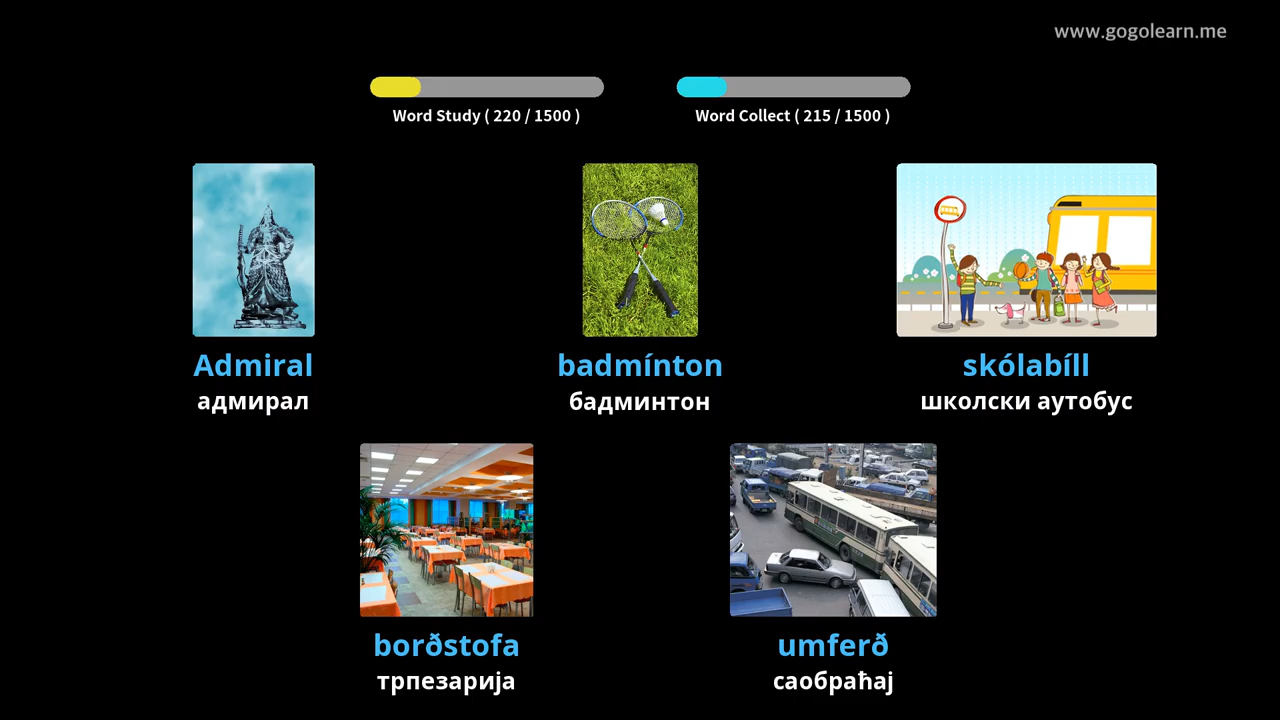 www.gogolearn.me
Word Study ( 220 / 1500 )
Word Collect ( 215 / 1500 )
Admiral
адмирал
badmínton
бадминтон
skólabíll
школски аутобус
borðstofa
трпезарија
umferð
саобраћај